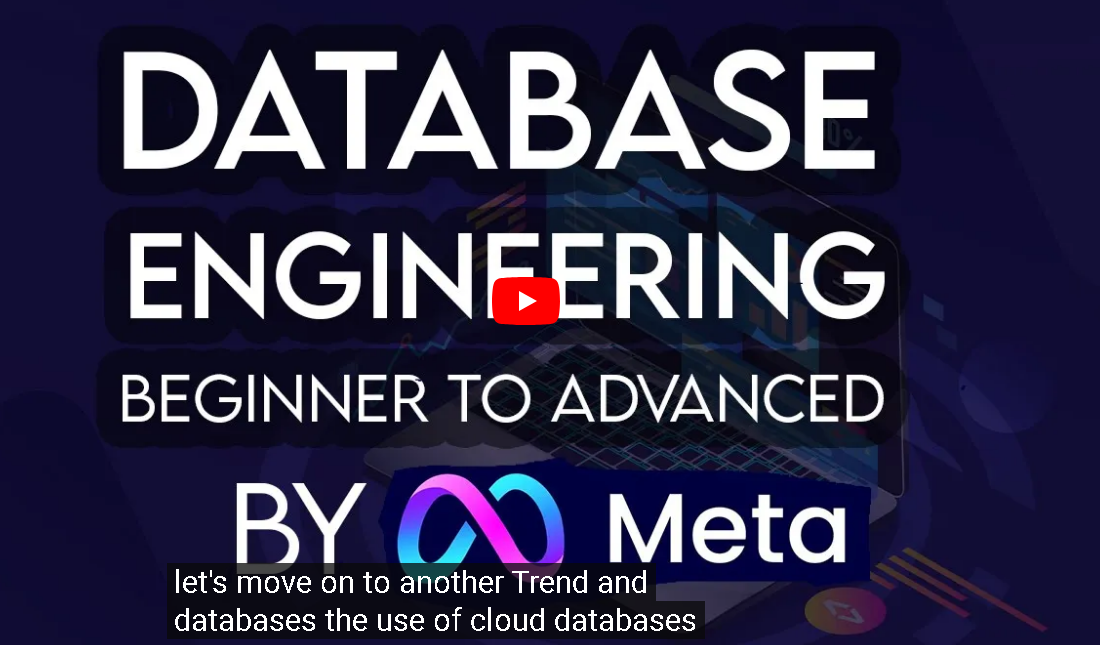 DATABASE
ENGINEERING
BEGINNER TO ADVANCED
BY Meta
let's move on to another Trend and
databases the use of cloud databases